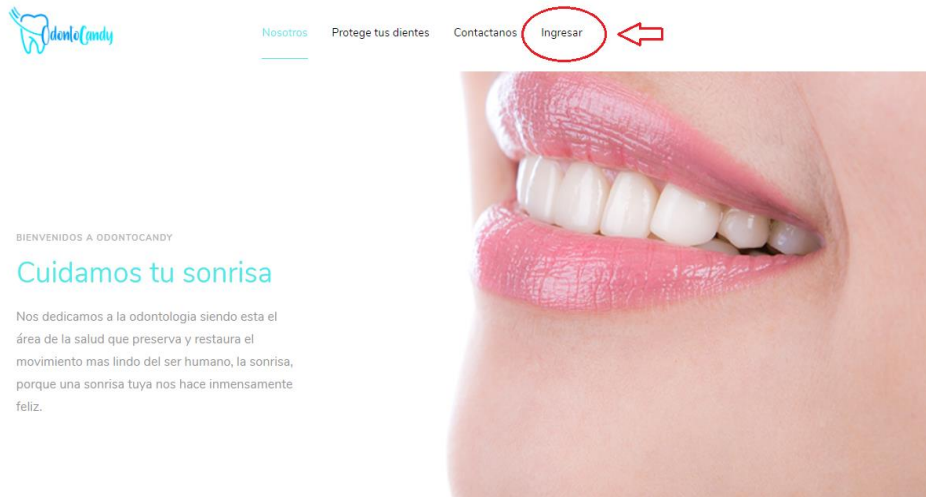 OdontoCandy
Nosotros Protege tus dientes Contactanos Ingresar
BIENVENIDOS A ODONTOCANDY
Cuidamos tu sonrisa
Nos dedicamos a la odontologia siendo esta el
área de la salud que preserva y restaura el
movimiento mas lindo del ser humano, la sonrisa,
porque una sonrisa tuya nos hace inmensamente
feliz.